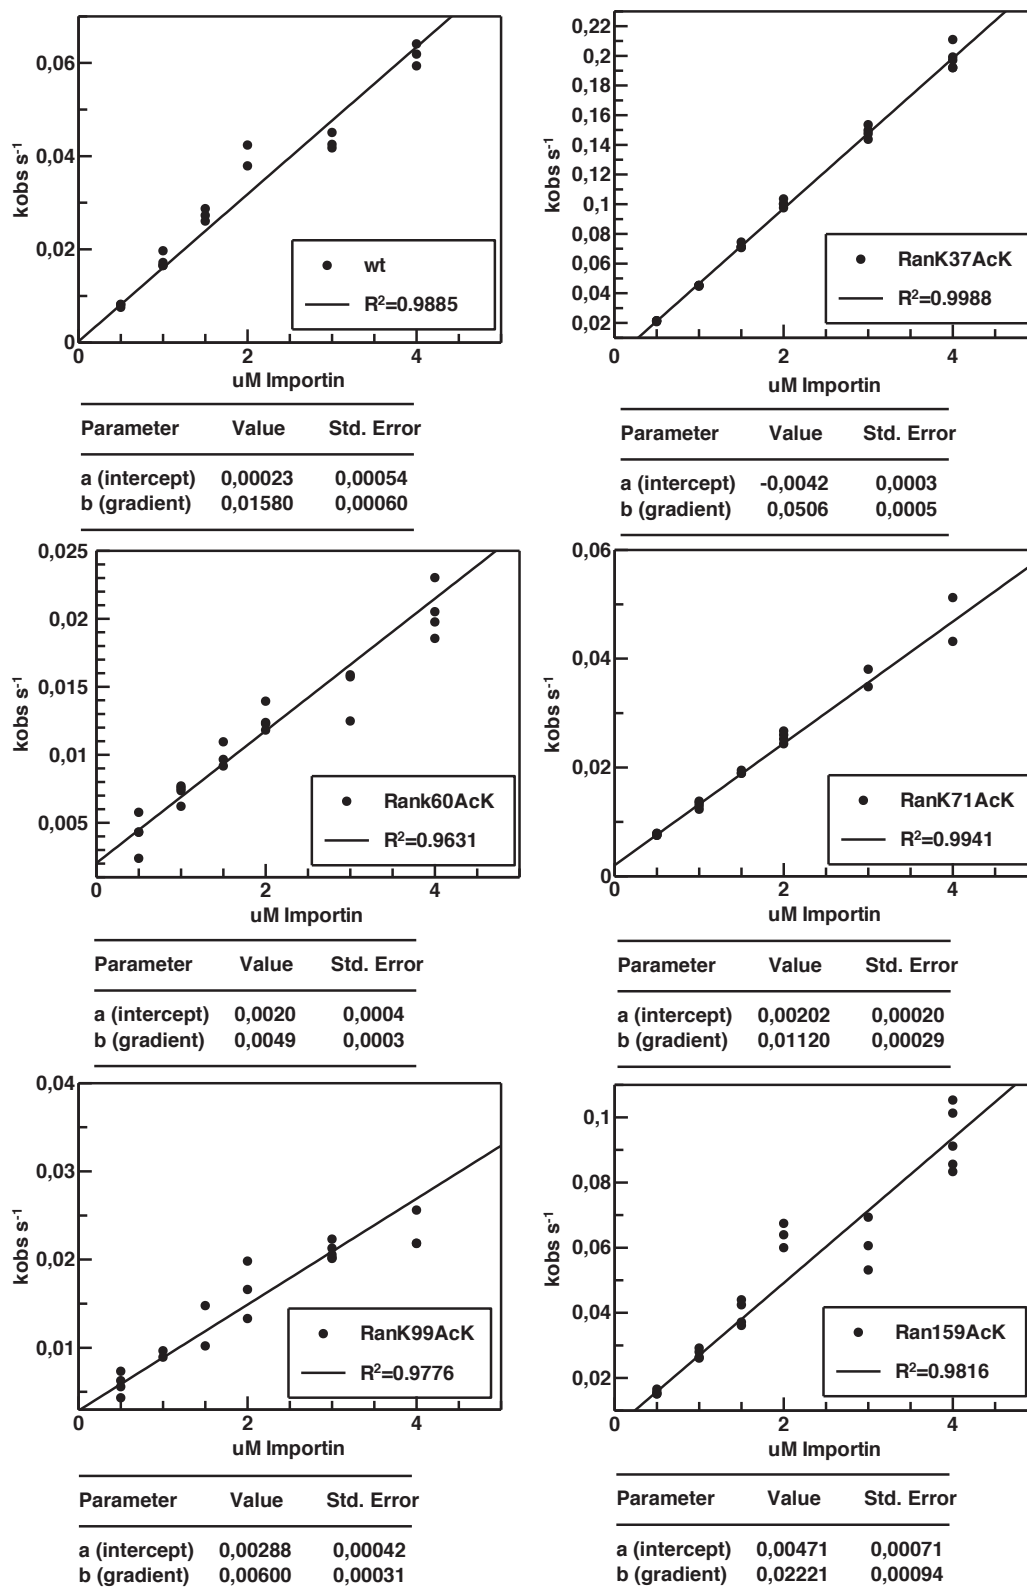 0,06
0,04
0,02
0
kobs s-1
wt
R2=0.9885
0 2 4
uM Importin
Parameter Value Std. Error
a (intercept) 0,00023 0,00054
b (gradient) 0,01580 0,00060
0,22
0,2
0,18
0,16
0,14
0,12
0,1
0,08
0,06
0,04
0,02
kobs s-1
RanK37AcK
R2=0.9988
0 2 4
uM Importin
Parameter Value Std. Error
a (intercept) -0,0042 0,0003
b (gradient) 0,0506 0,0005
0,025
0,02
0,015
0,01
0,005
kobs s-1
Rank60AcK
R2=0.9631
0 2 4
uM Importin
Parameter Value Std. Error
a (intercept) 0,0020 0,0004
b (gradient) 0,0049 0,0003
0,06
0,04
0,02
0
kobs s-1
RanK71AcK
R2=0.9941
0 2 4
uM Importin
Parameter Value Std. Error
a (intercept) 0,00202 0,00020
b (gradient) 0,01120 0,00029
0,04
0,03
0,02
0,01
kobs s-1
RanK99AcK
R2=0.9776
0 2 4
uM Importin
Parameter Value Std. Error
a (intercept) 0,00288 0,00042
b (gradient) 0,00600 0,00031
0,1
0,08
0,06
0,04
0,02
kobs s-1
Ran159AcK
R2=0.9816
0 2 4
uM Importin
Parameter Value Std. Error
a (intercept) 0,00471 0,00071
b (gradient) 0,02221 0,00094